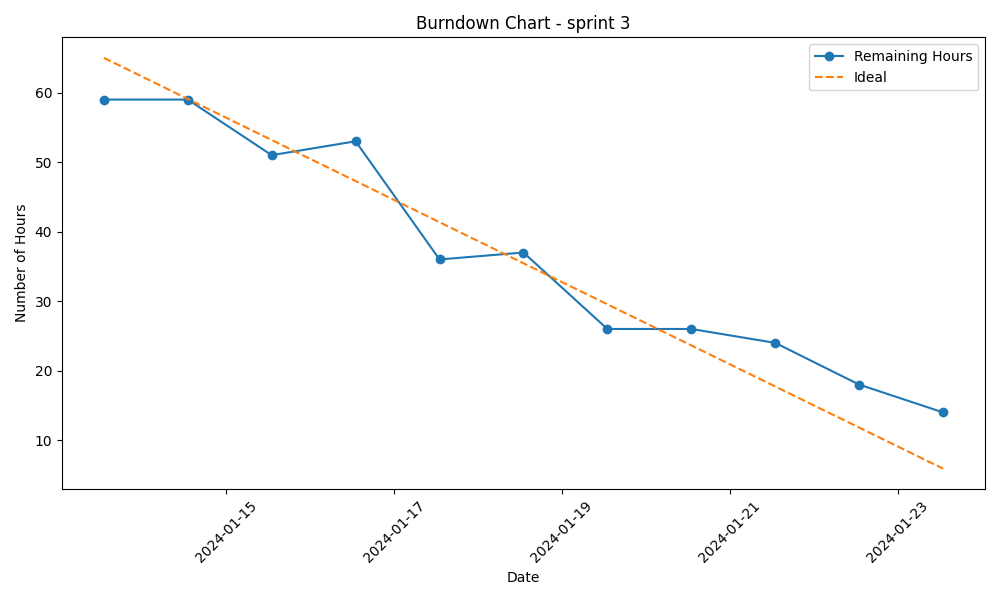 Burndown Chart - sprint 3
Remaining Hours
Ideal
Number of Hours
60
50
40
30
20
10
2024-01-15
2024-01-17
2024-01-19
2024-01-21
2024-01-23
Date